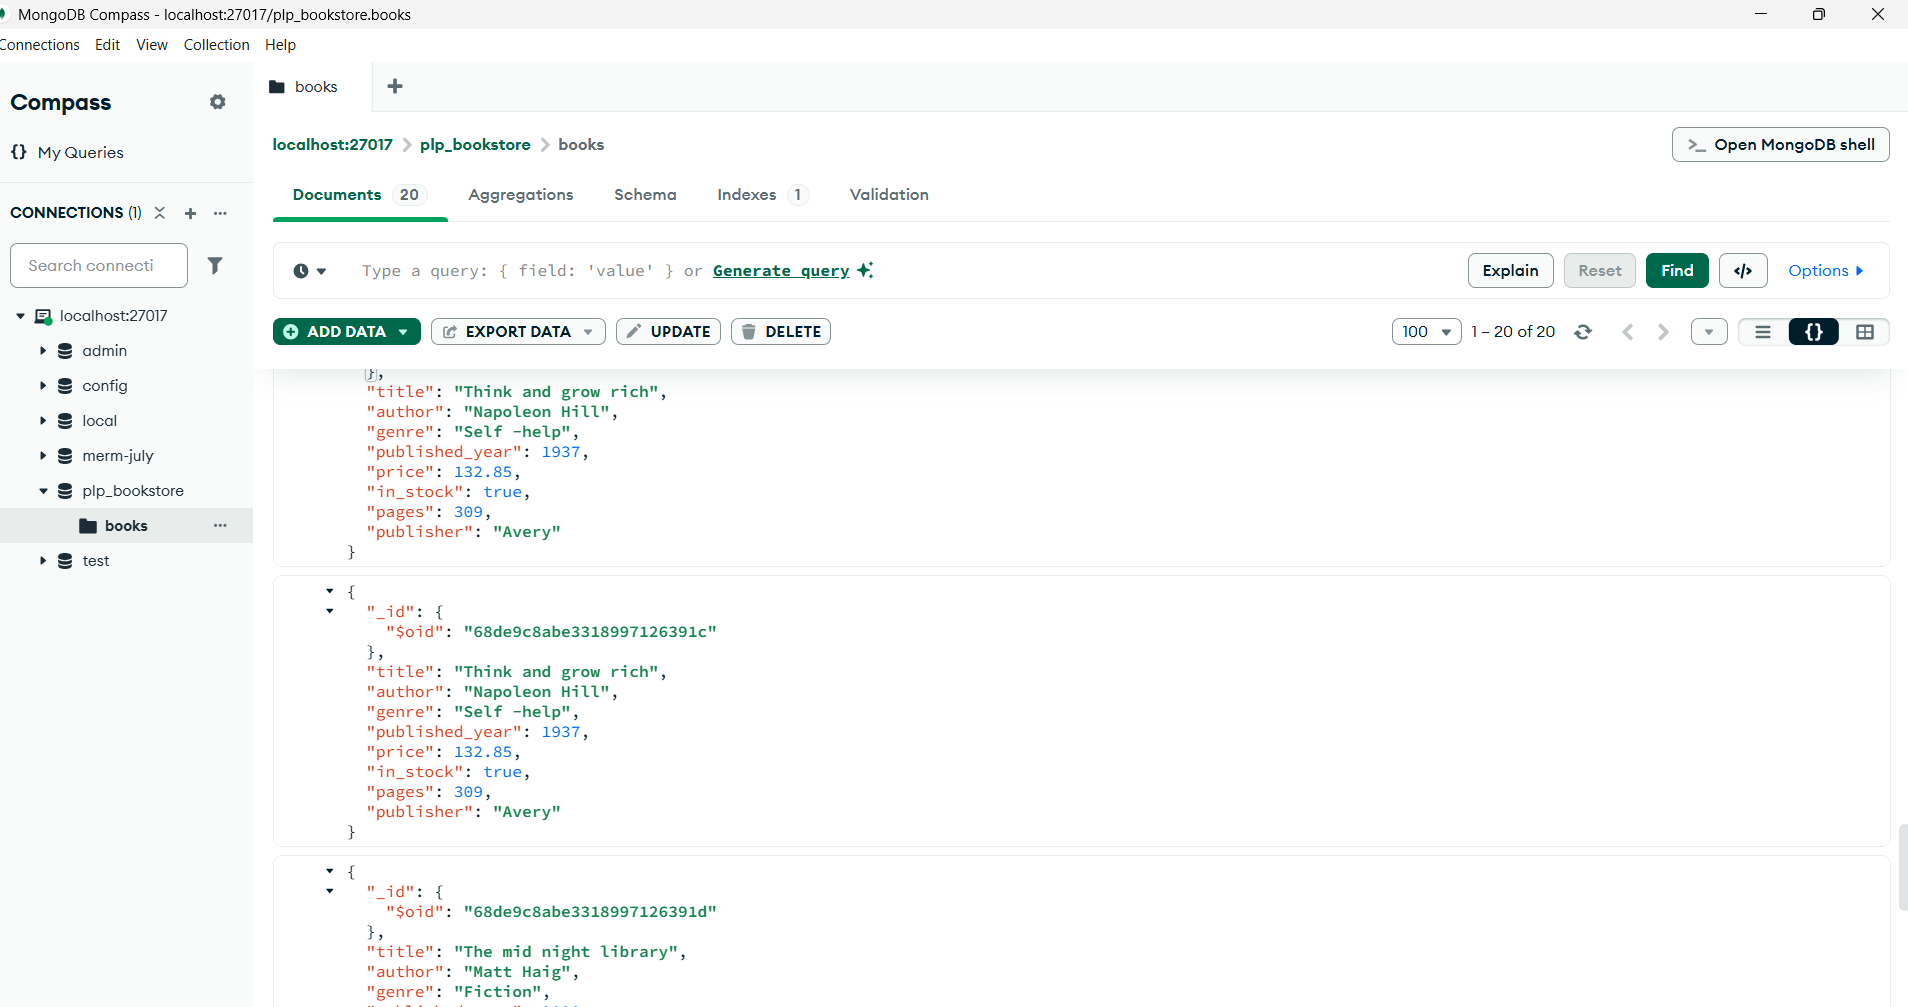 MongoDB Compass - localhost:27017/plp_bookstore.books
Connections Edit View Collection Help
Compass
{} My Queries
CONNECTIONS (1)
Search connecti
localhost:27017
admin
config
local
merm-july
plp_bookstore
books
test
books
localhost:27017 > plp_bookstore > books
>_ Open MongoDB shell
Documents 20 Aggregations Schema Indexes 1 Validation
Type a query: { field: 'value' } or Generate query
Explain Reset Find </> Options
ADD DATA EXPORT DATA UPDATE DELETE
100 1 – 20 of 20 {}
},
"title": "Think and grow rich",
"author": "Napoleon Hill",
"genre": "Self -help",
"published_year": 1937,
"price": 132.85,
"in_stock": true,
"pages": 309,
"publisher": "Avery"
}
{
"_id": {
"$oid": "68de9c8abe3318997126391c"
},
"title": "Think and grow rich",
"author": "Napoleon Hill",
"genre": "Self -help",
"published_year": 1937,
"price": 132.85,
"in_stock": true,
"pages": 309,
"publisher": "Avery"
}
{
"_id": {
"$oid": "68de9c8abe3318997126391d"
},
"title": "The mid night library",
"author": "Matt Haig",
"genre": "Fiction",